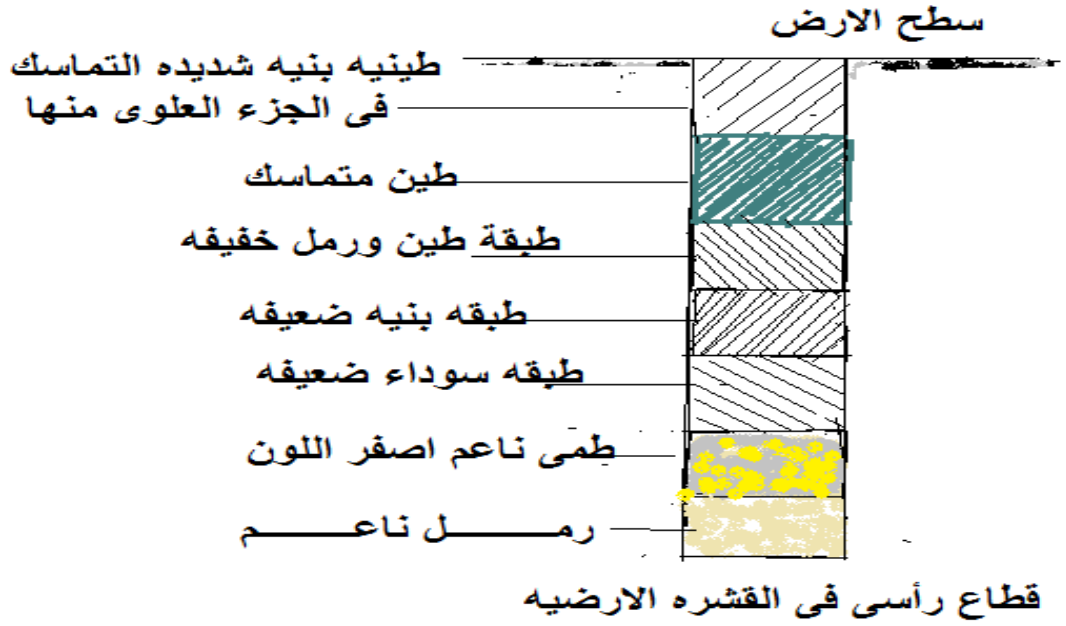 سطح الارض
طينيه بنيه شديده التماسك
فى الجزء العلوى منها
طين متماسك
طبقة طين ورمل خفيفه
طبقه بنيه ضعيفه
طبقه سوداء ضعيفه
طمى ناعم اصفر اللون
رمــــــل ناعــــــم
قطاع رأسى فى القشره الارضيه